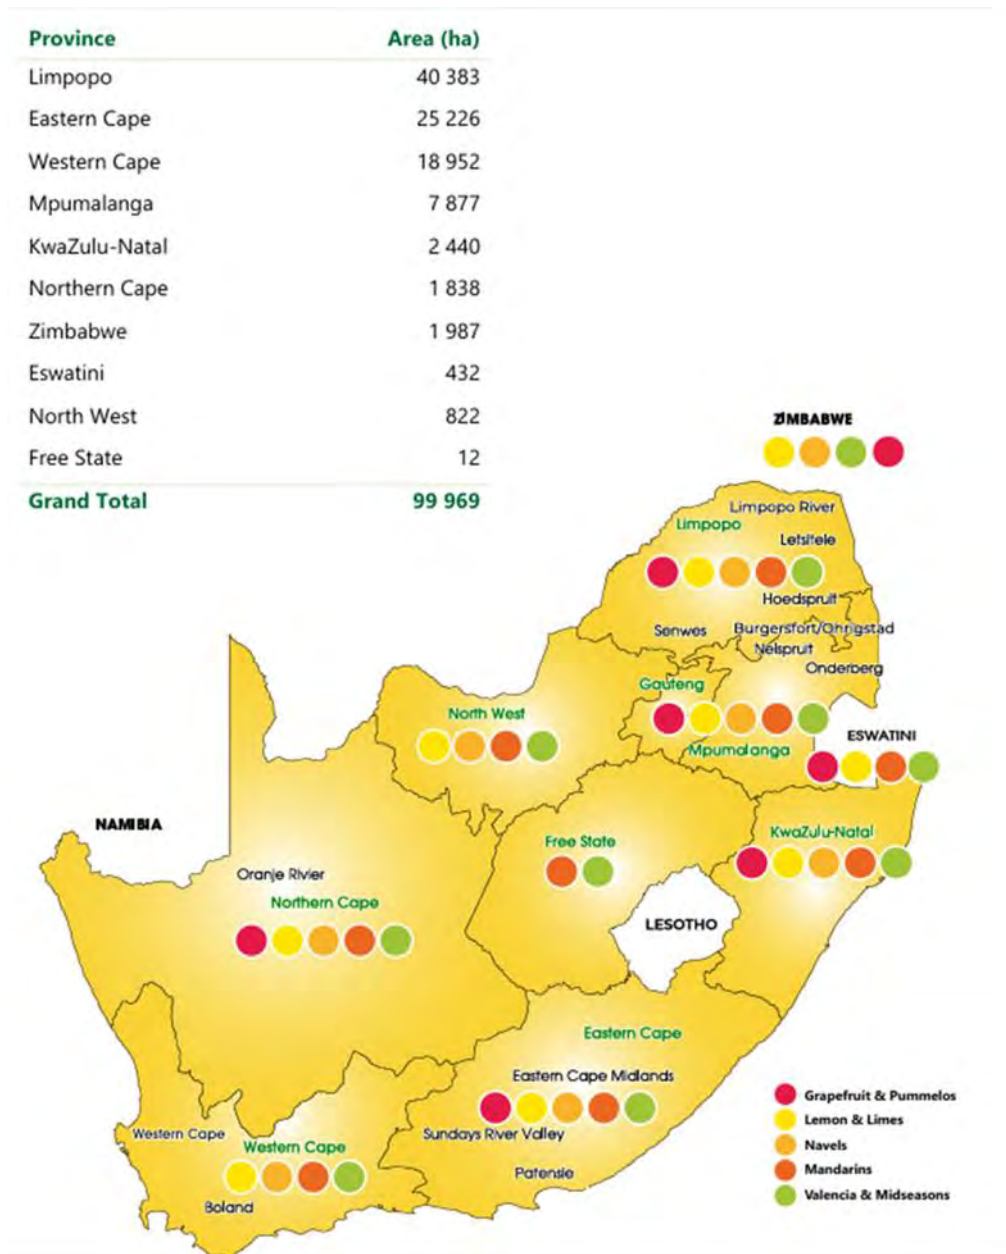 Province Area (ha)
Limpopo 40 383
Eastern Cape 25 226
Western Cape 18 952
Mpumalanga 7 877
KwaZulu-Natal 2 440
Northern Cape 1 838
Zimbabwe 1 987
Eswatini 432
North West 822
Free State 12
Grand Total 99 969
ZIMBABWE
Limpopo River
Limpopo
Letsitele
Hoedspruit
Senwes
Burgersfort/Ohrigstad
Nelspruit
Onderberg
Gauteng
North West
Mpumalanga
ESWATINI
NAMIBIA
KwaZulu-Natal
Free State
Oranje Rivier
Northern Cape
LESOTHO
Eastern Cape
Eastern Cape Midlands
Sundays River Valley
Western Cape
Western Cape
Patensie
Boland
Grapefruit & Pummelos
Lemon & Limes
Navels
Mandarins
Valencia & Midseasons